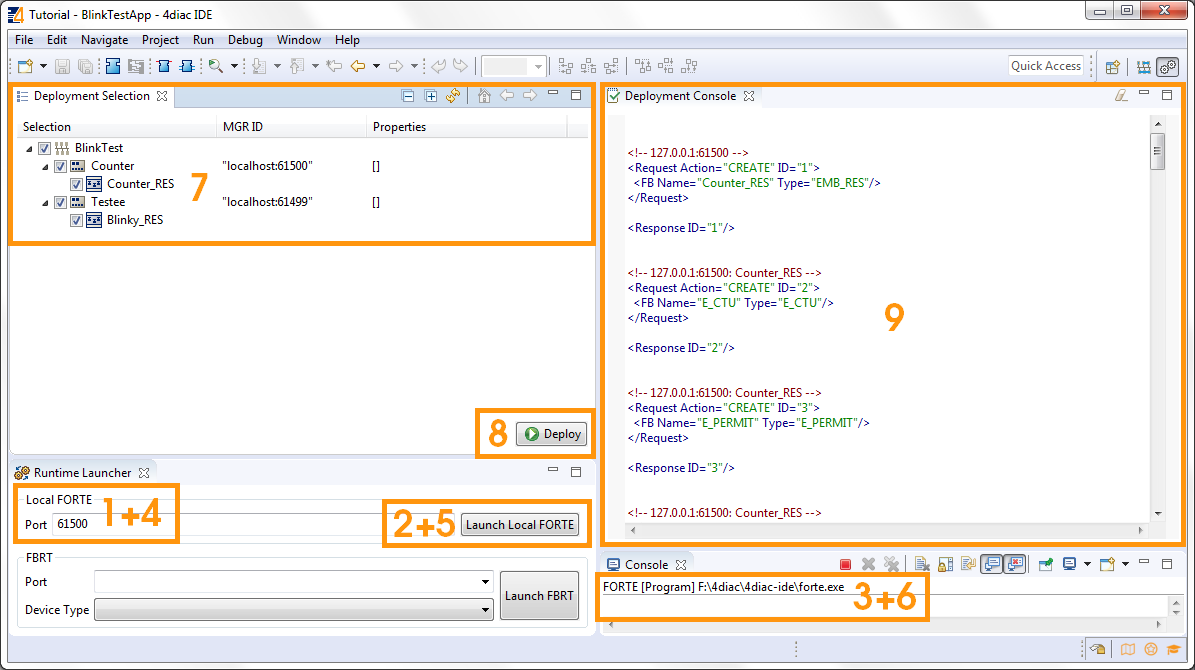 Tutorial - BlinkTestApp - 4diac IDE
File Edit Navigate Project Run Debug Window Help
Quick Access
Deployment Selection
Selection MGR ID Properties
BlinkTest
Counter "localhost:61500" []
Counter_RES
7
Testee "localhost:61499" []
Blinky_RES
8 Deploy
Runtime Launcher
Local FORTE
Port 61500
1+4
2+5 Launch Local FORTE
FBRT
Port
Launch FBRT
Device Type
Deployment Console
<!-- 127.0.0.1:61500 -->
<Request Action="CREATE" ID="1">
<FB Name="Counter_RES" Type="EMB_RES"/>
</Request>
<Response ID="1"/>
<!-- 127.0.0.1:61500: Counter_RES -->
<Request Action="CREATE" ID="2">
<FB Name="E_CTU" Type="E_CTU"/>
</Request>
9
<Response ID="2"/>
<!-- 127.0.0.1:61500: Counter_RES -->
<Request Action="CREATE" ID="3">
<FB Name="E_PERMIT" Type="E_PERMIT"/>
</Request>
<Response ID="3"/>
<!-- 127.0.0.1:61500: Counter_RES -->
Console
FORTE [Program] F:\4diac\4diac-ide\forte.exe
3+6